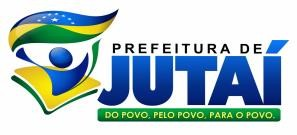 PREFEITURA DE
JUTAÍ
DO POVO, PELO POVO, PARA O POVO.